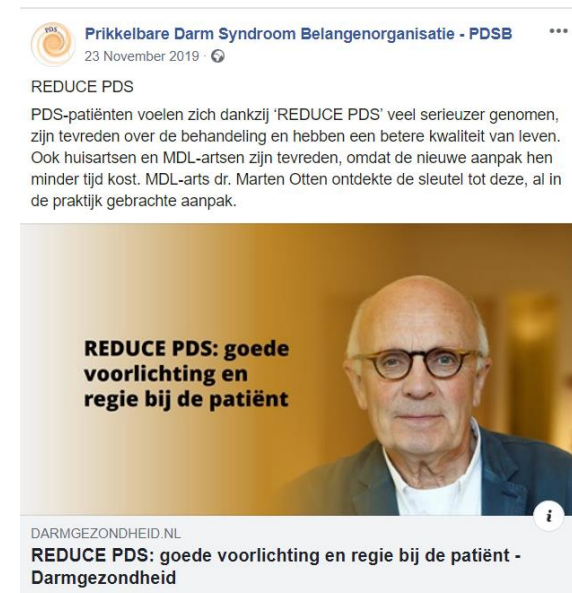 PDS
Prikkelbare Darm Syndroom Belangenorganisatie - PDSB
23 November 2019 ·
REDUCE PDS
PDS-patiënten voelen zich dankzij ‘REDUCE PDS’ veel serieuzer genomen,
zijn tevreden over de behandeling en hebben een betere kwaliteit van leven.
Ook huisartsen en MDL-artsen zijn tevreden, omdat de nieuwe aanpak hen
minder tijd kost. MDL-arts dr. Marten Otten ontdekte de sleutel tot deze, al in
de praktijk gebrachte aanpak.
REDUCE PDS: goede
voorlichting en
regie bij de patiënt
i
DARMGEZONDHEID.NL
REDUCE PDS: goede voorlichting en regie bij de patiënt -
Darmgezondheid